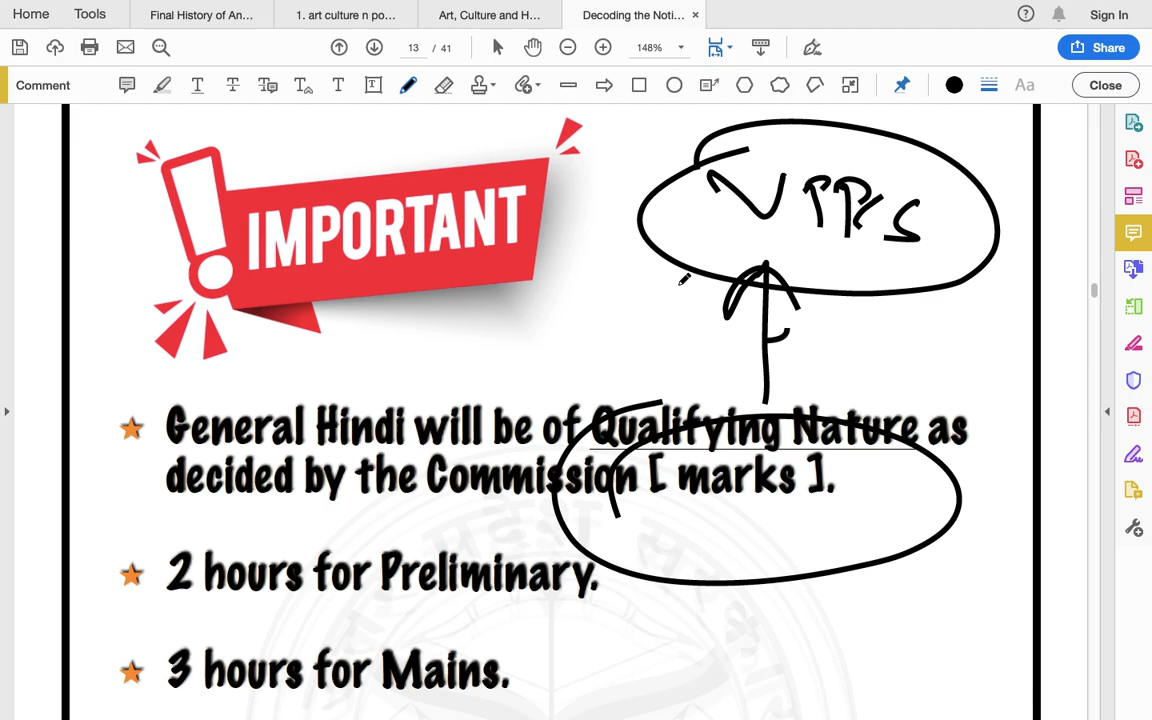 Home Tools Final History of An... 1. art culture n po... Art, Culture and H... Decoding the Noti... × Sign In
13 / 41 148% Share
Comment Aa Close
IMPORTANT
UPPCS
General Hindi will be of Qualifying Nature as
decided by the Commission [ marks ].
2 hours for Preliminary.
3 hours for Mains.